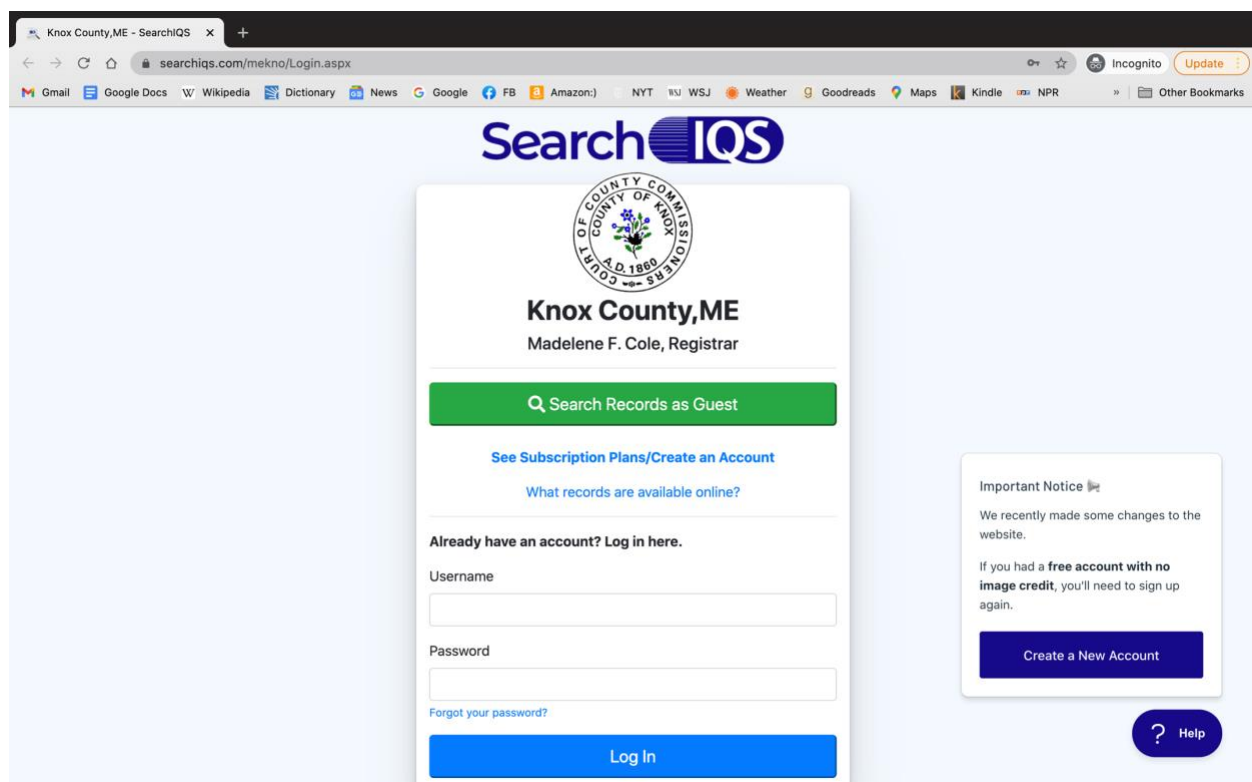 Knox County,ME - SearchIQS
searchiqs.com/mekno/Login.aspx
Incognito
Update
Gmail Google Docs Wikipedia Dictionary News Google FB Amazon:) NYT WSJ Weather Goodreads Maps Kindle NPR » Other Bookmarks
Search IQS
COURT OF COUNTY COMMISSIONERS
COUNTY OF KNOX
A.D. 1860
Knox County,ME
Madelene F. Cole, Registrar
Search Records as Guest
See Subscription Plans/Create an Account
What records are available online?
Already have an account? Log in here.
Username
Password
Forgot your password?
Log In
Important Notice
We recently made some changes to the
website.
If you had a free account with no
image credit, you'll need to sign up
again.
Create a New Account
? Help